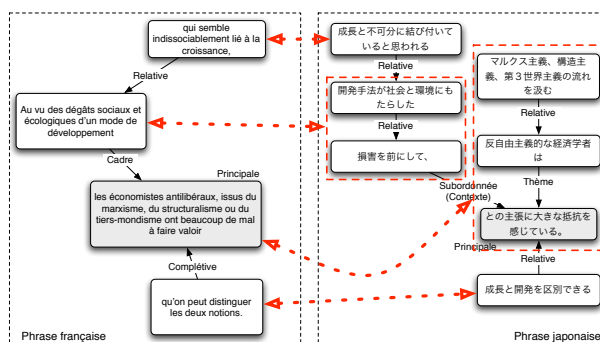 qui semble
indissociablement lié à la
croissance,
Relative
Au vu des dégâts sociaux et
écologiques d'un mode de
développement
Cadre
Principale
les économistes antilibéraux, issus du
marxisme, du structuralisme ou du
tiers-mondisme ont beaucoup de mal
à faire valoir
Complétive
qu'on peut distinguer
les deux notions.
Phrase française
成長と不可分に結び付いて
いると思われる
Relative
開発手法が社会と環境にも
たらした
Relative
損害を前にして、
Subordonnée
(Contexte)
マルクス主義、構造主
義、第３世界主義の流れ
を汲む
Relative
反自由主義的な経済学者
は
Thème
との主張に大きな抵抗を
感じている。
Principale
Relative
成長と開発を区別できる
Phrase japonaise